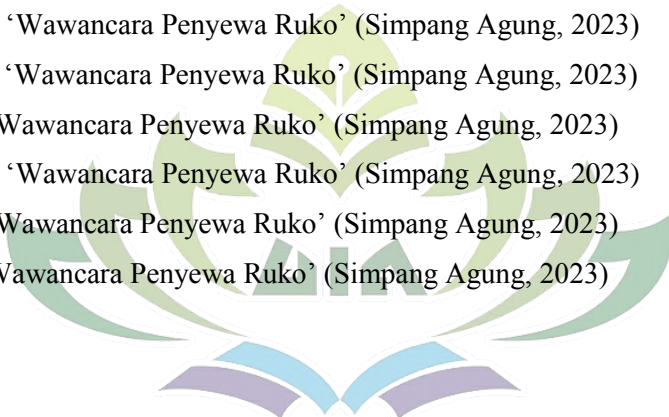 ‘Wawancara Penyewa Ruko’ (Simpang Agung, 2023)
‘Wawancara Penyewa Ruko’ (Simpang Agung, 2023)
Wawancara Penyewa Ruko’ (Simpang Agung, 2023)
‘Wawancara Penyewa Ruko’ (Simpang Agung, 2023)
Wawancara Penyewa Ruko’ (Simpang Agung, 2023)
Wawancara Penyewa Ruko’ (Simpang Agung, 2023)